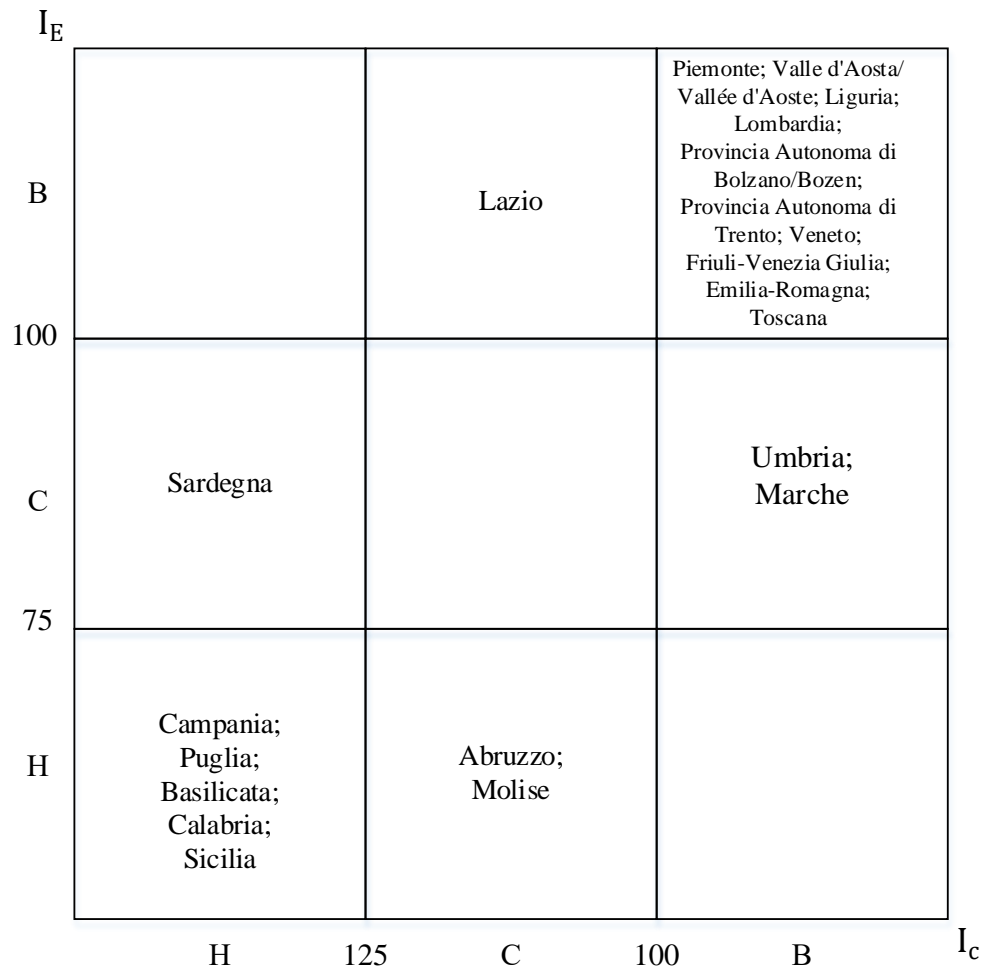 I_E
Piemonte; Valle d'Aosta/
Vallée d'Aoste; Liguria;
Lombardia;
Provincia Autonoma di
Bolzano/Bozen;
Provincia Autonoma di
Trento; Veneto;
Friuli-Venezia Giulia;
Emilia-Romagna;
Toscana
B
Lazio
100
C
Sardegna
Umbria;
Marche
75
H
Campania;
Puglia;
Basilicata;
Calabria;
Sicilia
Abruzzo;
Molise
H 125 C 100 B I_c